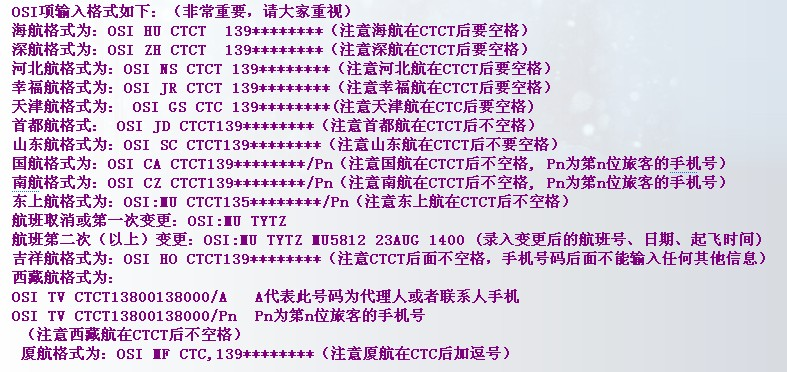 OSI项输入格式如下：（非常重要，请大家重视）
海航格式为：OSI HU CTCT  139********（注意海航在CTCT后要空格）
深航格式为：OSI ZH CTCT  139********（注意深航在CTCT后要空格）
河北航格式为：OSI NS CTCT 139********（注意河北航在CTCT后要空格）
幸福航格式为：OSI JR CTCT 139********（注意幸福航在CTCT后要空格）
天津航格式为： OSI GS CTC 139********(注意天津航在CTC后要空格）
首都航格式： OSI JD CTCT139********（注意首都航在CTCT后不空格）
山东航格式为：OSI SC CTCT139********（注意山东航在CTCT后不要空格）
国航格式为：OSI CA CTCT139********/Pn（注意国航在CTCT后不空格, Pn为第n位旅客的手机号）
南航格式为：OSI CZ CTCT139********/Pn（注意南航在CTCT后不空格, Pn为第n位旅客的手机号）
东上航格式为：OSI:MU CTCT135********/Pn（注意东上航在CTCT后不空格）
航班取消或第一次变更：OSI:MU TYTZ
航班第二次（以上）变更：OSI:MU TYTZ MU5812 23AUG 1400 (录入变更后的航班号、日期、起飞时间)
吉祥航格式为：OSI HO CTCT139********（注意CTCT后面不空格，手机号码后面不能输入任何其他信息）
西藏航格式为：
OSI TV CTCT13800138000/A   A代表此号码为代理人或者联系人手机
OSI TV CTCT13800138000/Pn  Pn为第n位旅客的手机号
（注意西藏航在CTCT后不空格）
厦航格式为：OSI MF CTC,139********（注意厦航在CTC后加逗号）